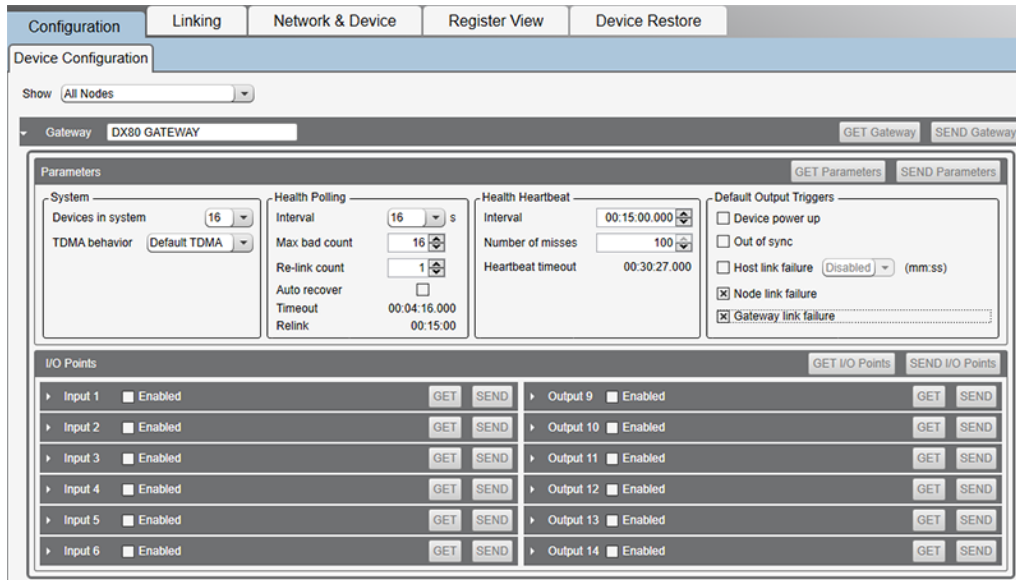 Configuration Linking Network & Device Register View Device Restore
Device Configuration
Show All Nodes
Gateway DX80 GATEWAY GET Gateway SEND Gateway
Parameters GET Parameters SEND Parameters
System
Devices in system 16
TDMA behavior Default TDMA
Health Polling
Interval 16 s
Max bad count 16
Re-link count 1
Auto recover
Timeout 00:04:16.000
Relink 00:15:00
Health Heartbeat
Interval 00:15:00.000
Number of misses 100
Heartbeat timeout 00:30:27.000
Default Output Triggers
Device power up
Out of sync
Host link failure Disabled (mm:ss)
Node link failure
Gateway link failure
I/O Points GET I/O Points SEND I/O Points
Input 1 Enabled GET SEND Output 9 Enabled GET SEND
Input 2 Enabled GET SEND Output 10 Enabled GET SEND
Input 3 Enabled GET SEND Output 11 Enabled GET SEND
Input 4 Enabled GET SEND Output 12 Enabled GET SEND
Input 5 Enabled GET SEND Output 13 Enabled GET SEND
Input 6 Enabled GET SEND Output 14 Enabled GET SEND